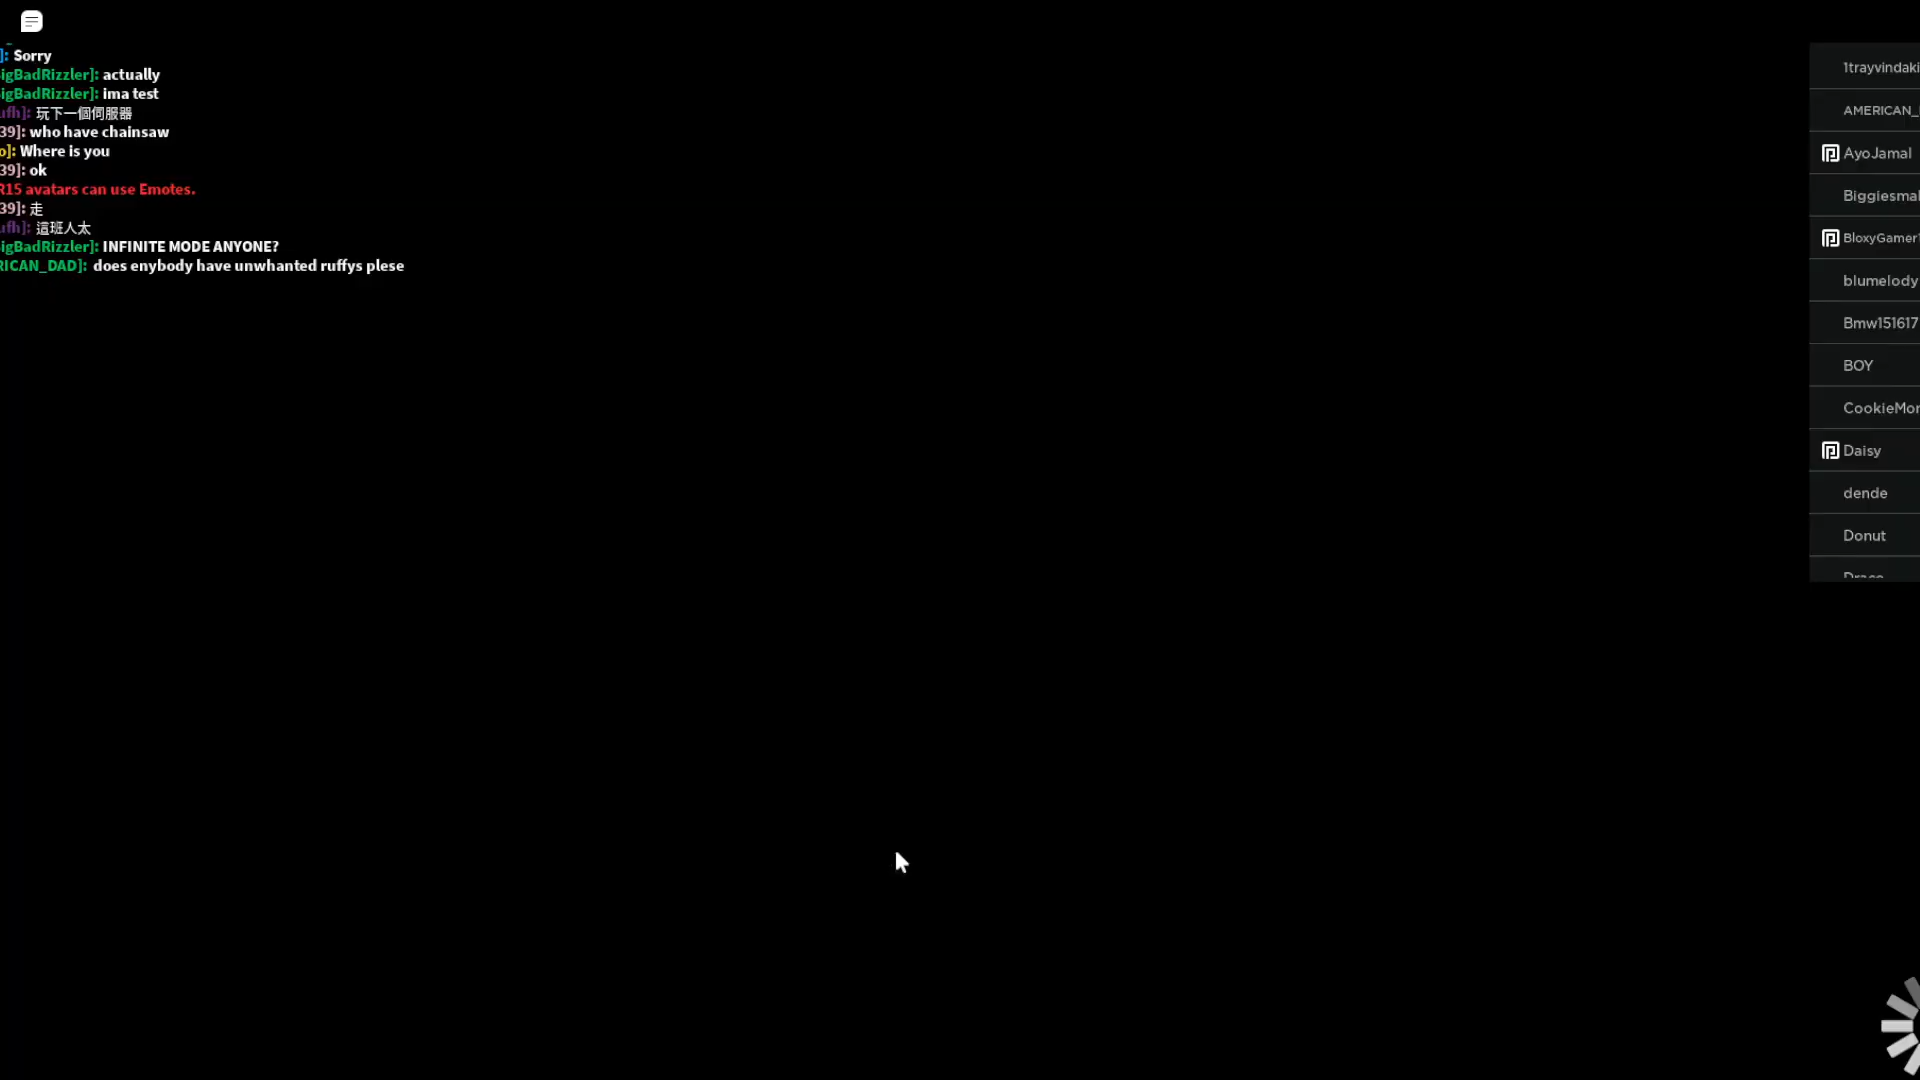 ]: Sorry
igBadRizzler]: actually
igBadRizzler]: ima test
ufh]: 玩下一個伺服器
39]: who have chainsaw
o]: Where is you
39]: ok
R15 avatars can use Emotes.
39]: 走
ufh]: 這班人太
igBadRizzler]: INFINITE MODE ANYONE?
RICAN_DAD]: does enybody have unwhanted ruffys plese
1trayvindaki
AMERICAN_
AyoJamal
Biggiesmal
BloxyGamer1
blumelody
Bmw151617
BOY
CookieMor
Daisy
dende
Donut